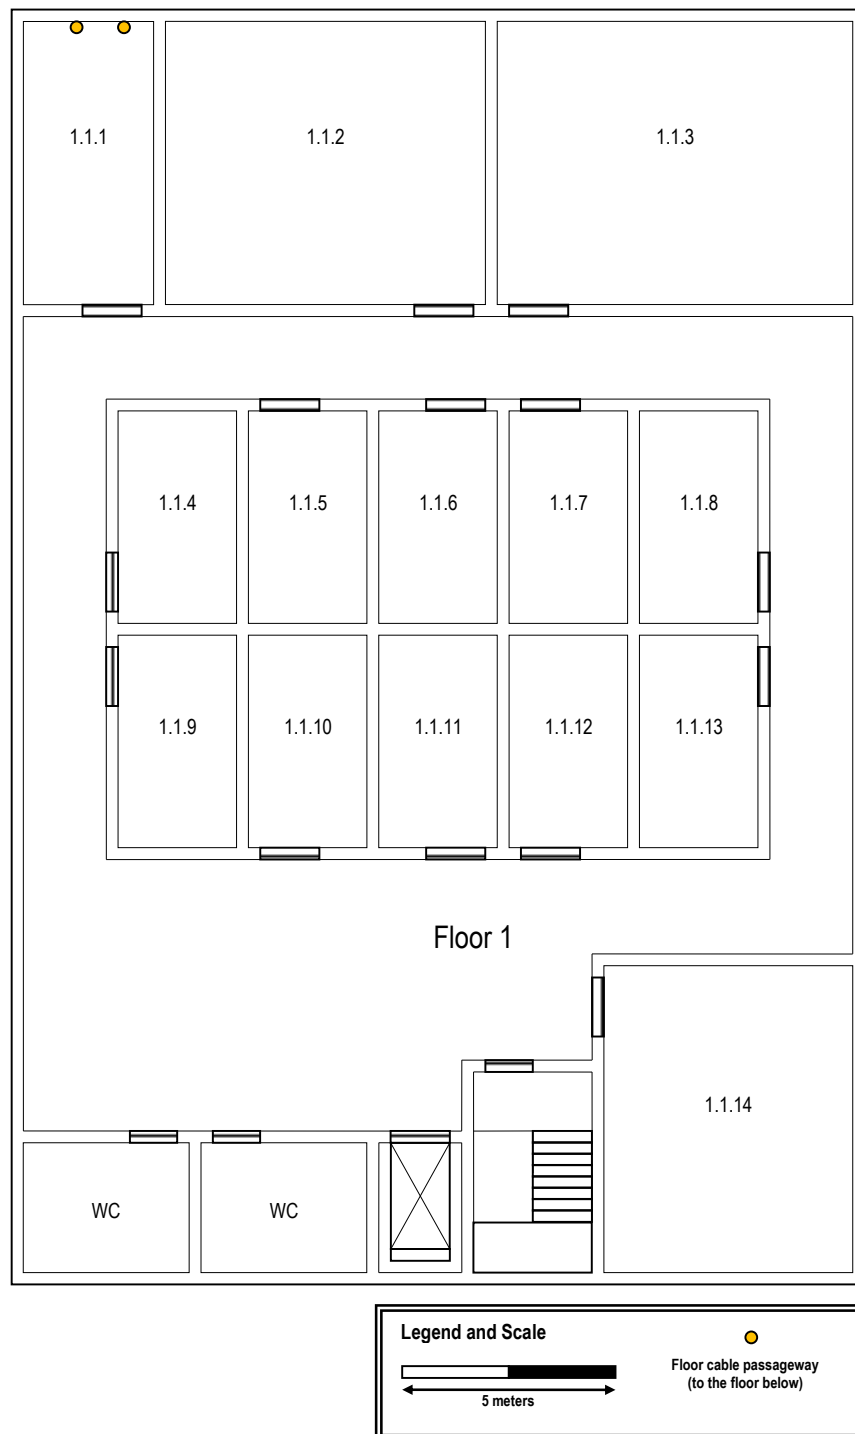 1.1.1
1.1.2
1.1.3
1.1.4
1.1.5
1.1.6
1.1.7
1.1.8
1.1.9
1.1.10
1.1.11
1.1.12
1.1.13
Floor 1
1.1.14
WC
WC
Legend and Scale
5 meters
Floor cable passageway
(to the floor below)